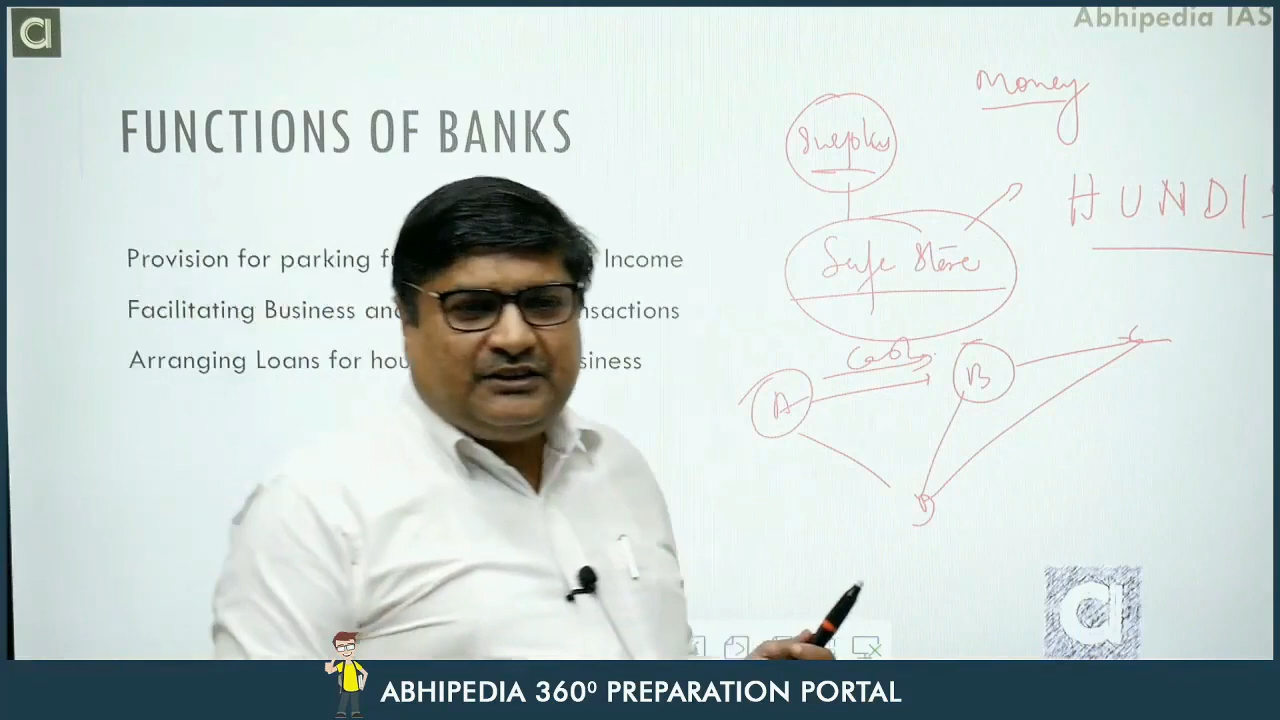 Abhipedia IAS
Money
FUNCTIONS OF BANKS
Surplus
HUNDI
Provision for parking Income
Safe Store
Facilitating Business and nsactions
Cash
Arranging Loans for hou siness
A
B
C
B
ABHIPEDIA 360⁰ PREPARATION PORTAL